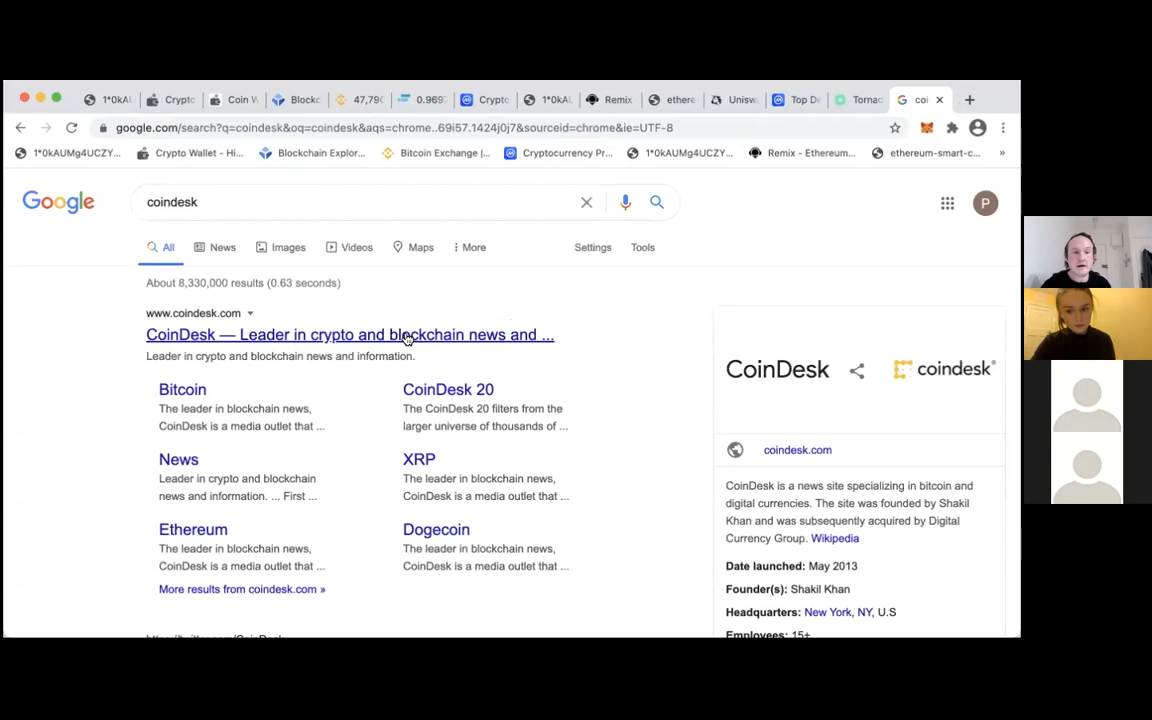 1*0kAU Crypto Coin W Blockc 47,79 0.969 Crypto 1*0kAU Remix ethere Unisw Top De Tornac coi
google.com/search?q=coindesk&oq=coindesk&aqs=chrome..69i57.1424j0j7&sourceid=chrome&ie=UTF-8
1*0kAUMg4UCZY... Crypto Wallet - Hi... Blockchain Explor... Bitcoin Exchange |... Cryptocurrency Pr... 1*0kAUMg4UCZY... Remix - Ethereum... ethereum-smart-c... »
Google
coindesk
P
All News Images Videos Maps More Settings Tools
About 8,330,000 results (0.63 seconds)
www.coindesk.com
CoinDesk — Leader in crypto and blockchain news and ...
Leader in crypto and blockchain news and information.
Bitcoin
The leader in blockchain news,
CoinDesk is a media outlet that ...
CoinDesk 20
The CoinDesk 20 filters from the
larger universe of thousands of ...
News
Leader in crypto and blockchain
news and information. ... First ...
XRP
The leader in blockchain news,
CoinDesk is a media outlet that ...
Ethereum
The leader in blockchain news,
CoinDesk is a media outlet that ...
Dogecoin
The leader in blockchain news,
CoinDesk is a media outlet that ...
More results from coindesk.com »
CoinDesk
coindesk
coindesk.com
CoinDesk is a news site specializing in bitcoin and
digital currencies. The site was founded by Shakil
Khan and was subsequently acquired by Digital
Currency Group. Wikipedia
Date launched: May 2013
Founder(s): Shakil Khan
Headquarters: New York, NY, U.S
Employees: 15+